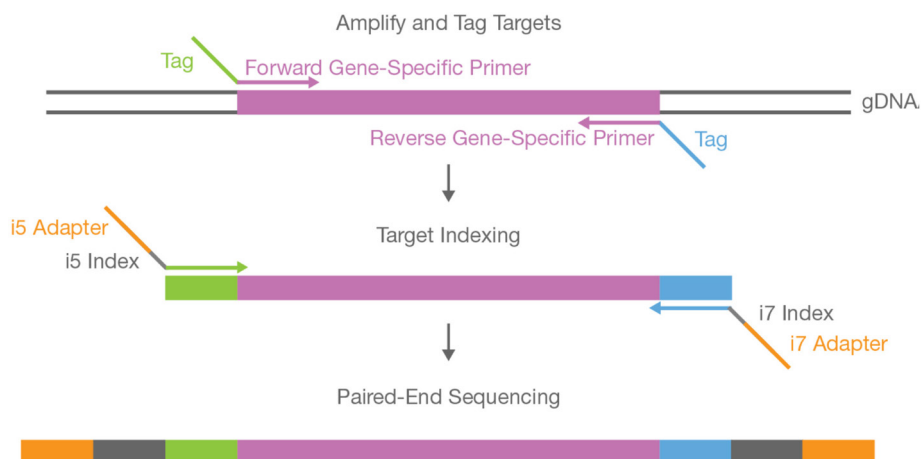 Amplify and Tag Targets
Tag
Forward Gene-Specific Primer
gDNA
Reverse Gene-Specific Primer
Tag
i5 Adapter
i5 Index
Target Indexing
i7 Index
i7 Adapter
Paired-End Sequencing